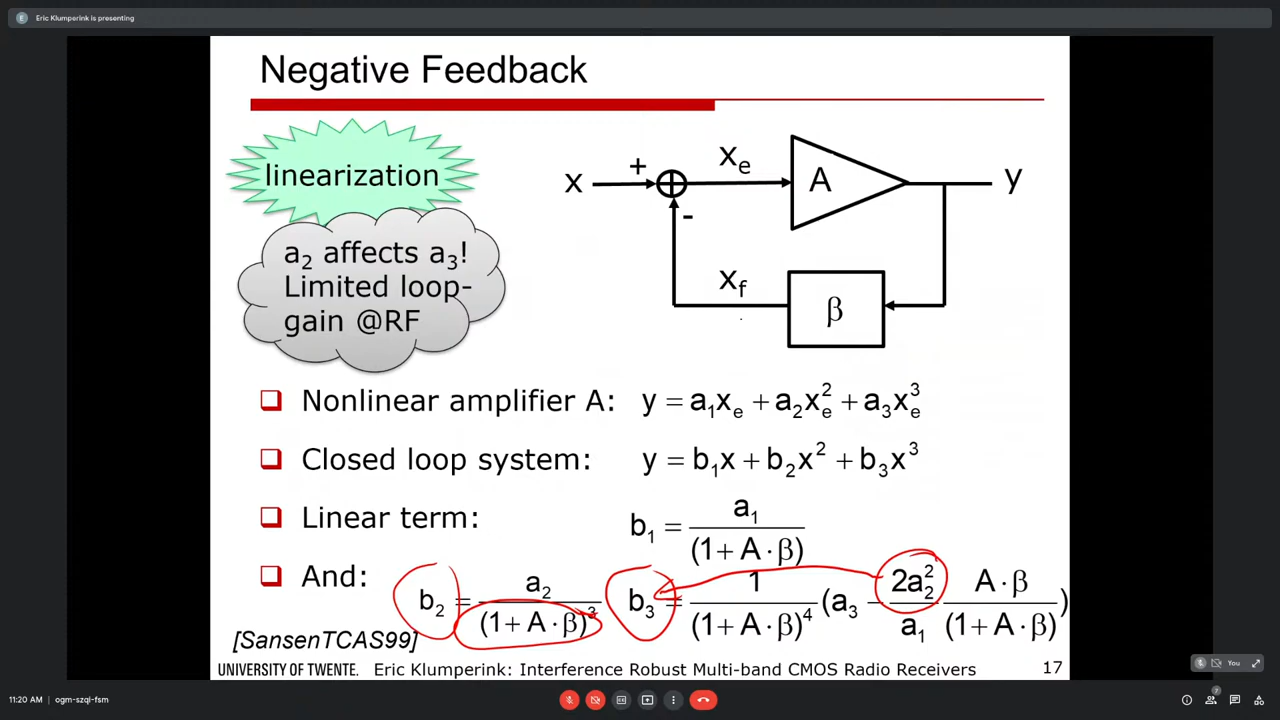 E Eric Klumperink is presenting
Negative Feedback
linearization
a₂ affects a₃!
Limited loop-
gain @RF
x + xₑ A y
-
x_f β
❑ Nonlinear amplifier A: y = a₁xₑ + a₂xₑ² + a₃xₑ³
❑ Closed loop system: y = b₁x + b₂x² + b₃x³
❑ Linear term: b₁ = a₁ / (1 + A · β)
❑ And: b₂ = a₂ / (1 + A · β)³ b₃ = 1 / (1 + A · β)⁴ (a₃ − 2a₂² / a₁ A · β / (1 + A · β))
[SansenTCAS99]
UNIVERSITY OF TWENTE. Eric Klumperink: Interference Robust Multi-band CMOS Radio Receivers 17
You
11:20 AM | ogm-szql-fsm
7